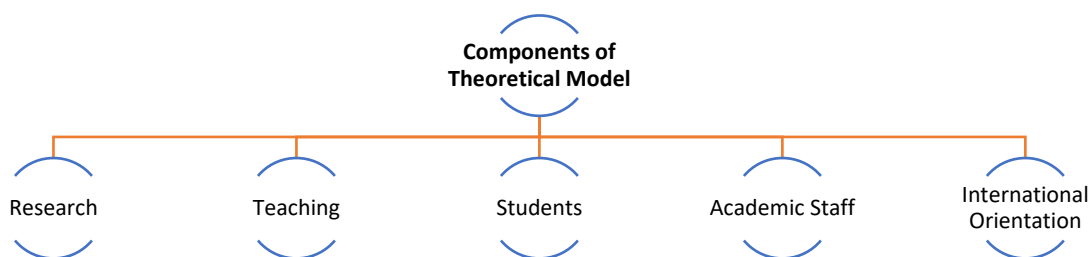 Components of
Theoretical Model
Research
Teaching
Students
Academic Staff
International
Orientation